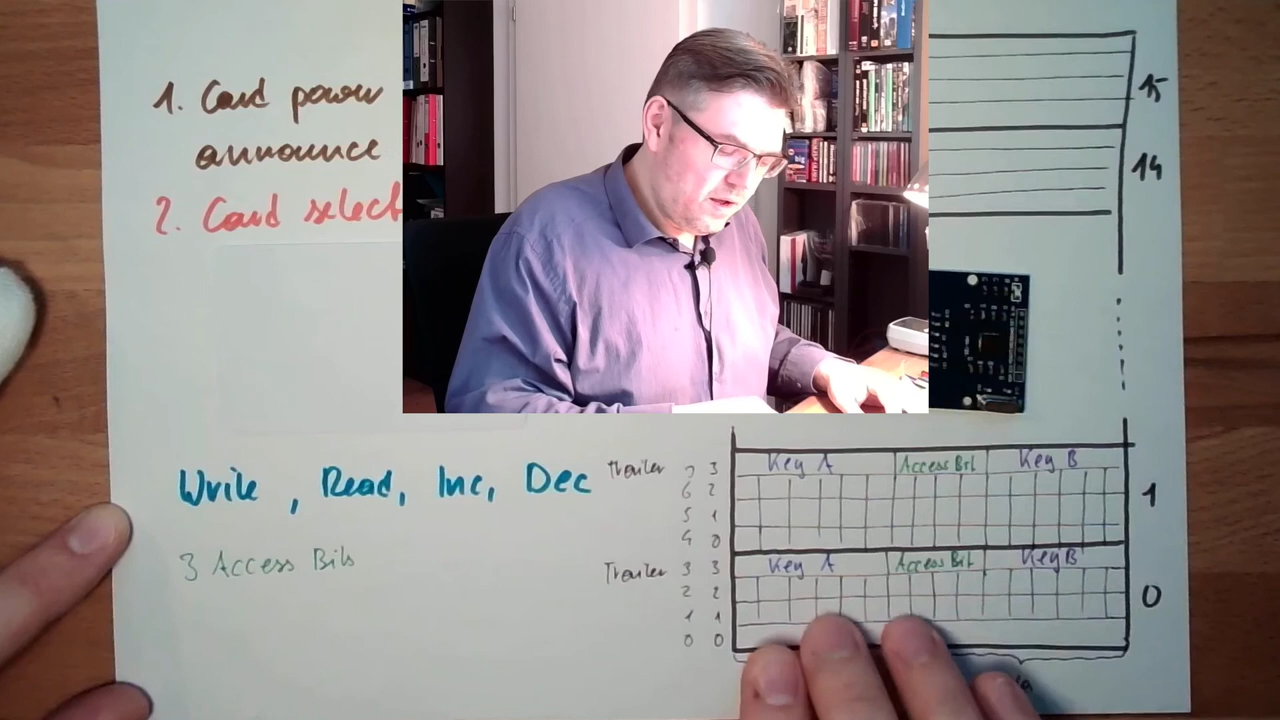 1. Card power
announce
2. Card select
15
14
Write, Read, Inc, Dec
3 Access Bits
Trailer 7 3 Key A Access Bit Key B
6 2
5 1
4 0
1
Trailer 3 3 Key A Access Bit Key B
2 2
1 1
0 0
0